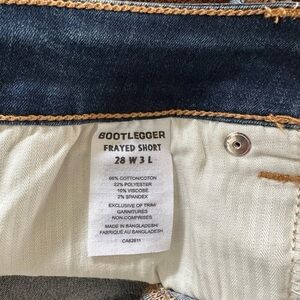 BOOTLEGGER
FRAYED SHORT
28 W 3 L
66% COTTON/COTON
22% POLYESTER
10% VISCOSE
2% SPANDEX
EXCLUSIVE OF TRIM/
GARNITURES
NON-COMPRISES
MADE IN BANGLADESH/
FABRIQUE AU BANGLADESH
CA62811